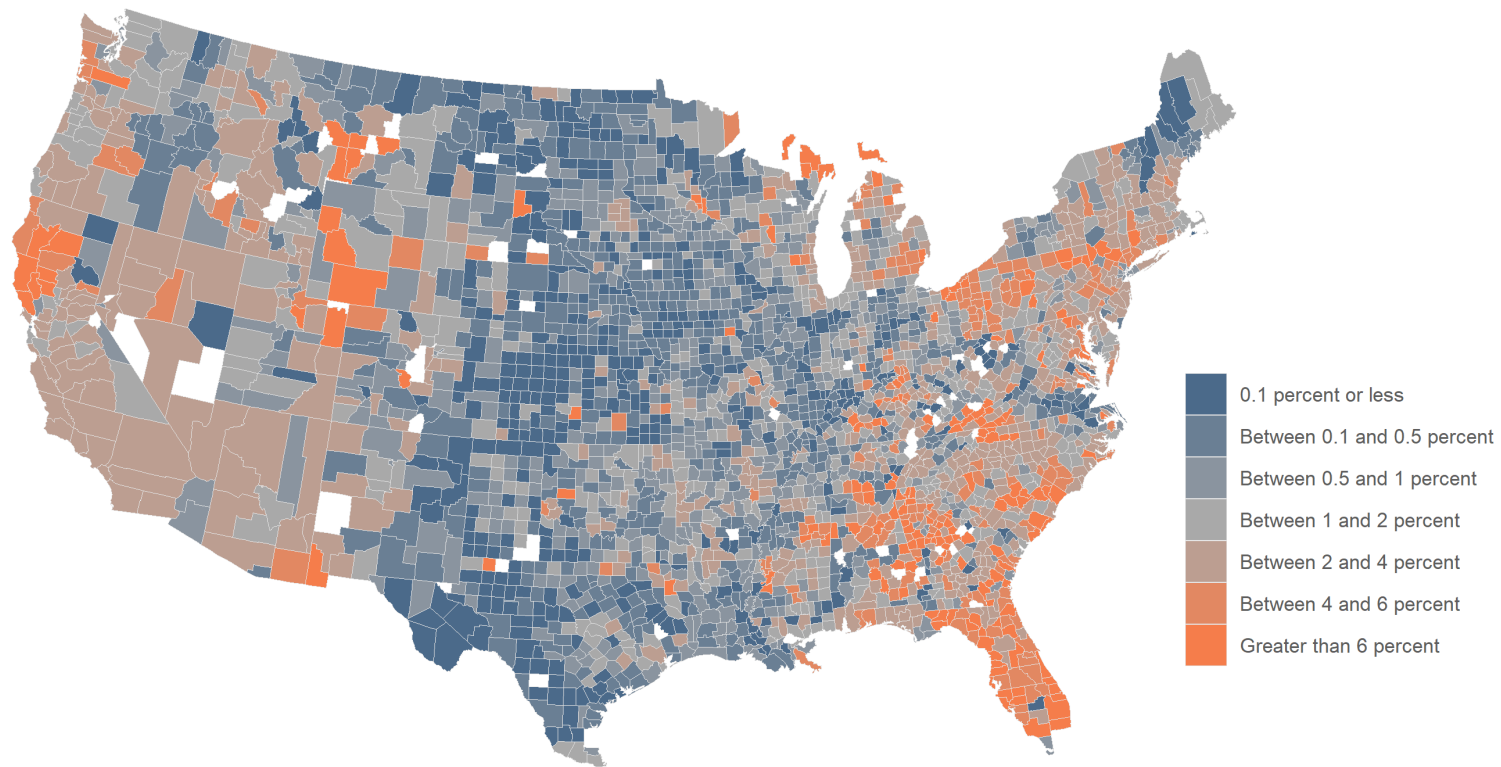 0.1 percent or less
Between 0.1 and 0.5 percent
Between 0.5 and 1 percent
Between 1 and 2 percent
Between 2 and 4 percent
Between 4 and 6 percent
Greater than 6 percent